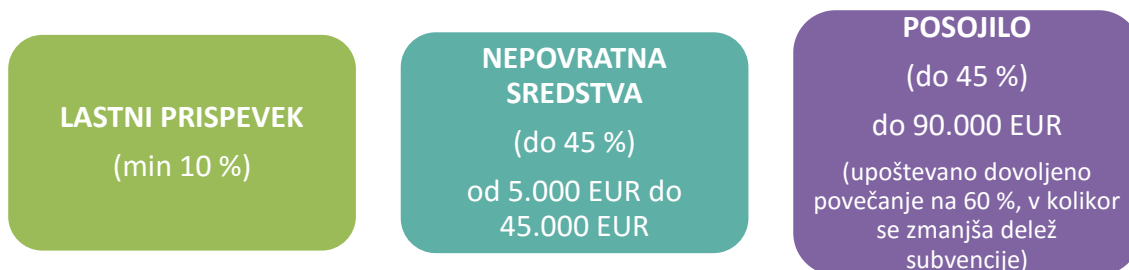 LASTNI PRISPEVEK
(min 10 %)
NEPOVRATNA
SREDSTVA
(do 45 %)
od 5.000 EUR do
45.000 EUR
POSOJILO
(do 45 %)
do 90.000 EUR
(upoštevano dovoljeno
povečanje na 60 %, v kolikor
se zmanjša delež
subvencije)